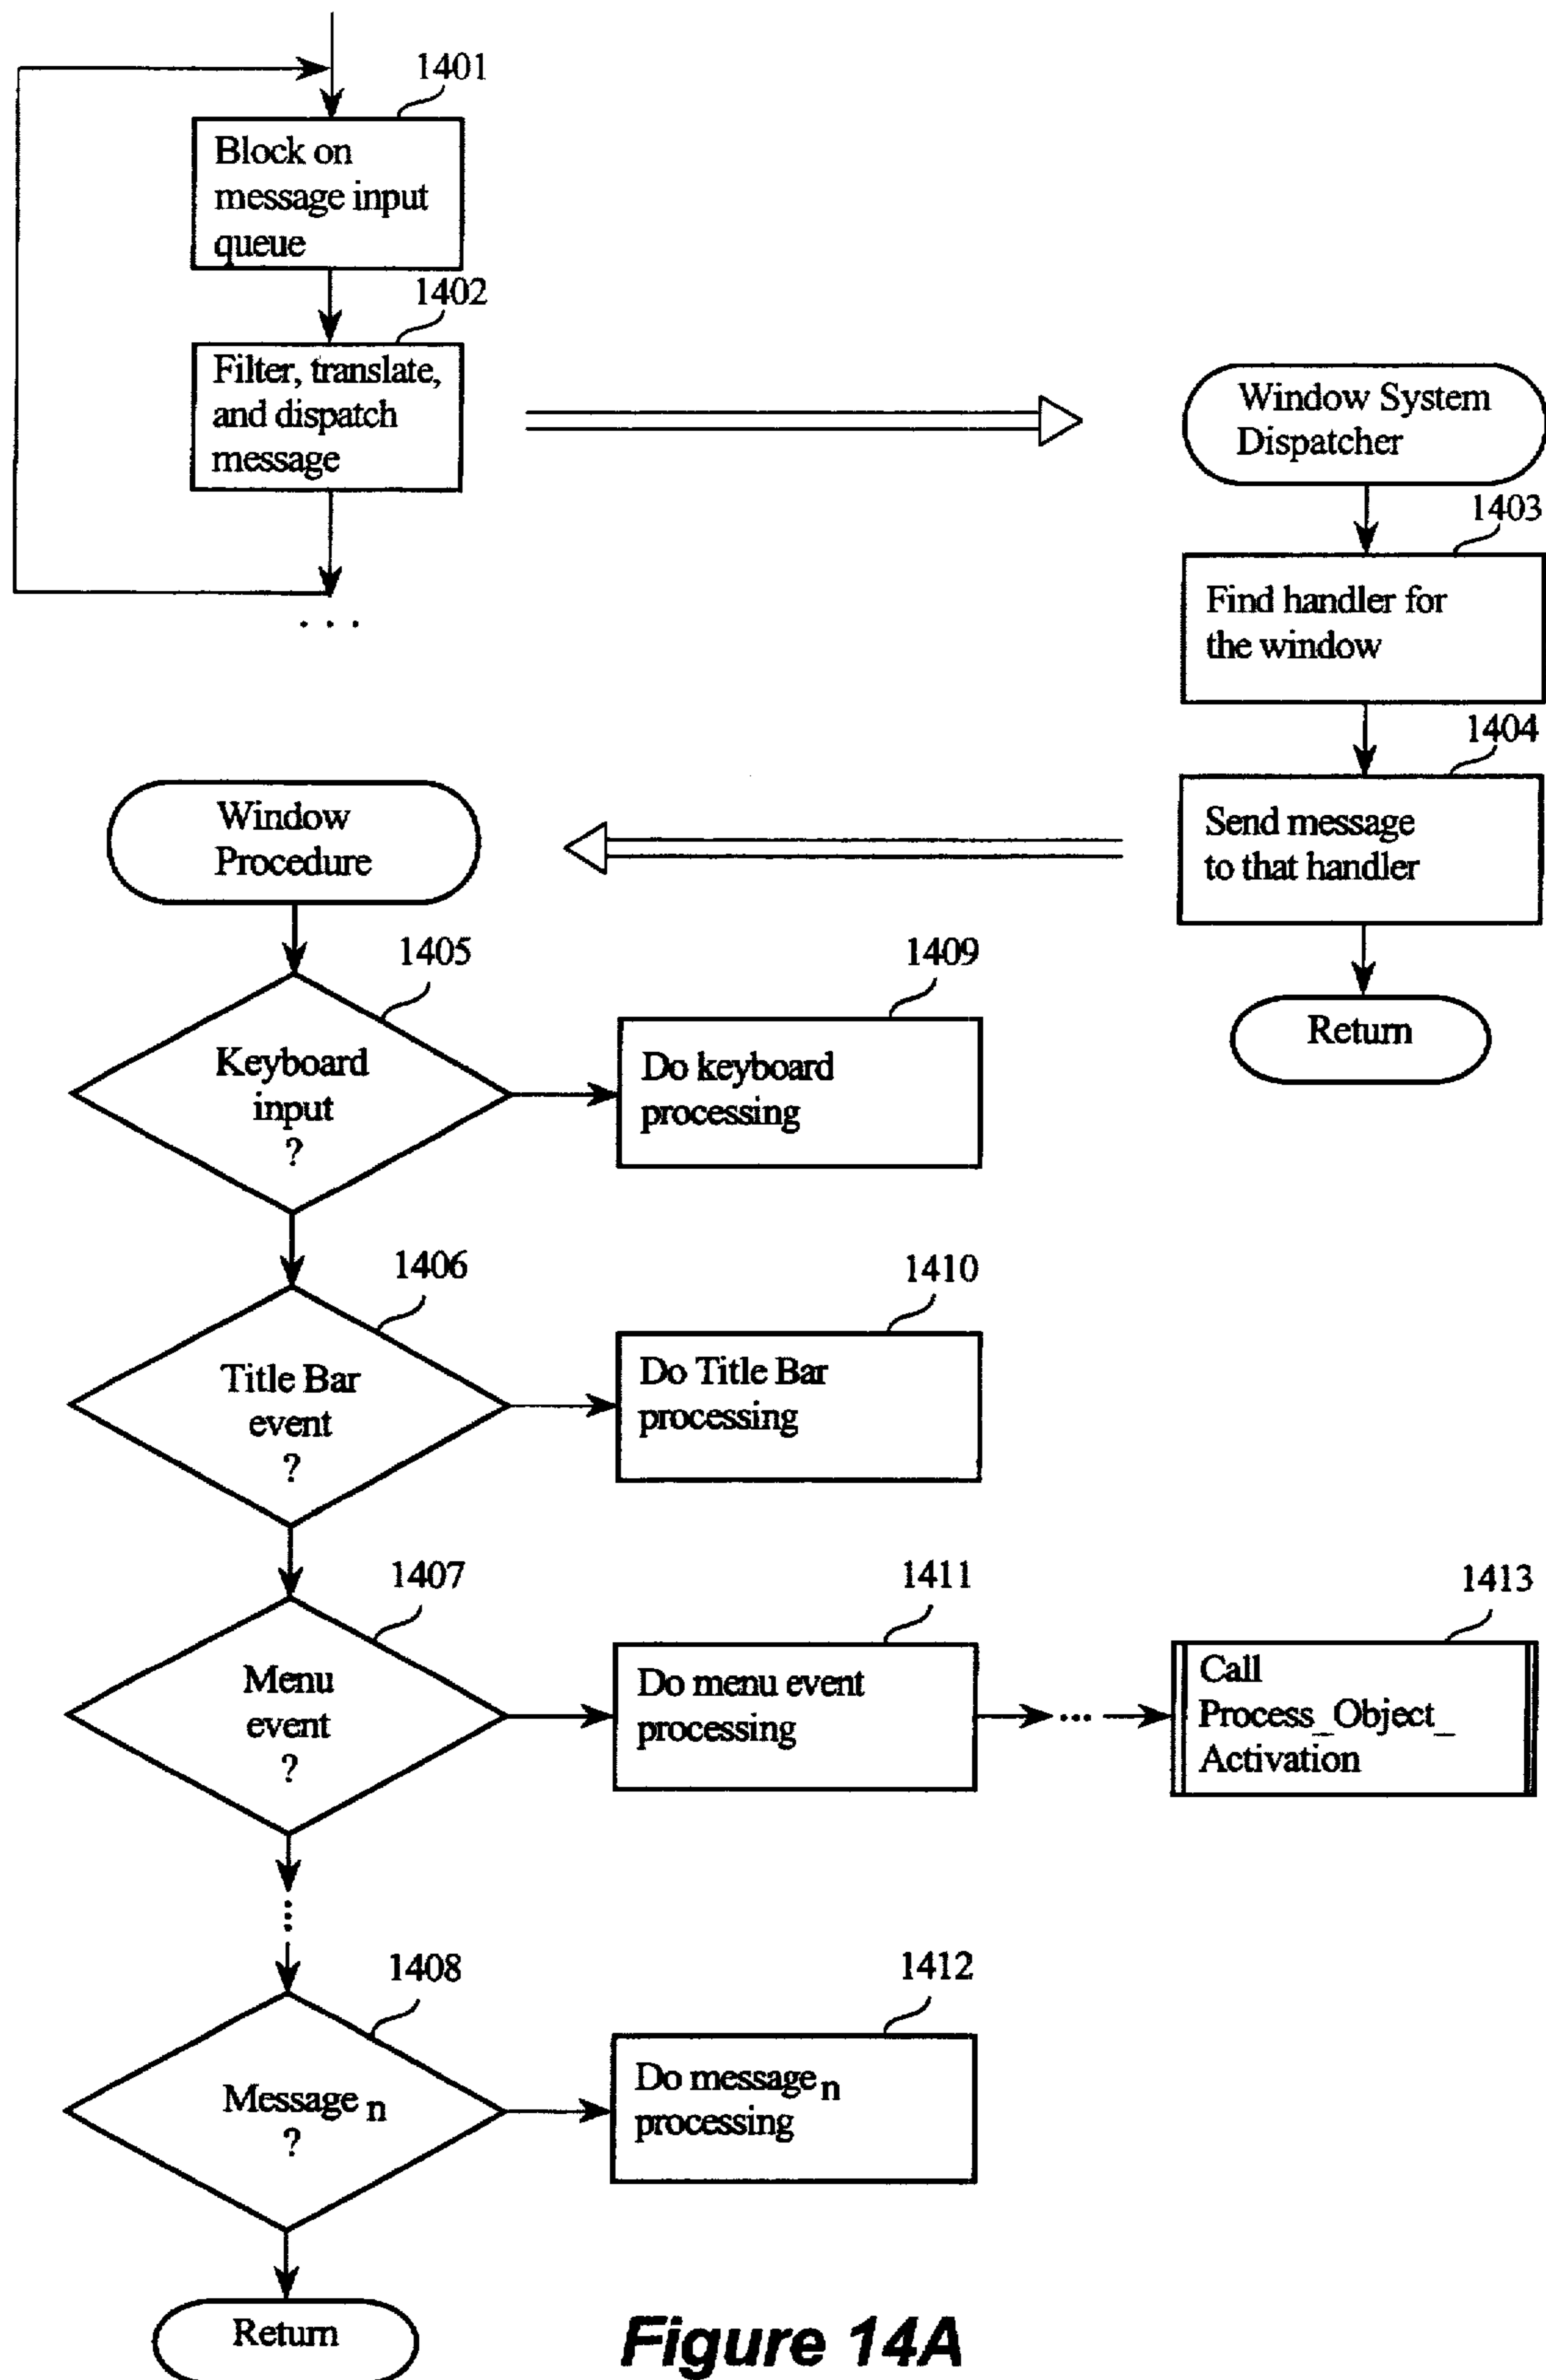 1401
Block on
message input
queue
1402
Filter, translate,
and dispatch
message
. . .
Window System
Dispatcher
1403
Find handler for
the window
1404
Send message
to that handler
Return
Window
Procedure
1405
Keyboard
input
?
1409
Do keyboard
processing
1406
Title Bar
event
?
1410
Do Title Bar
processing
1407
Menu
event
?
1411
Do menu event
processing
...
1413
Call
Process_Object_
Activation
...
1408
Message n
?
1412
Do message n
processing
Return
Figure 14A